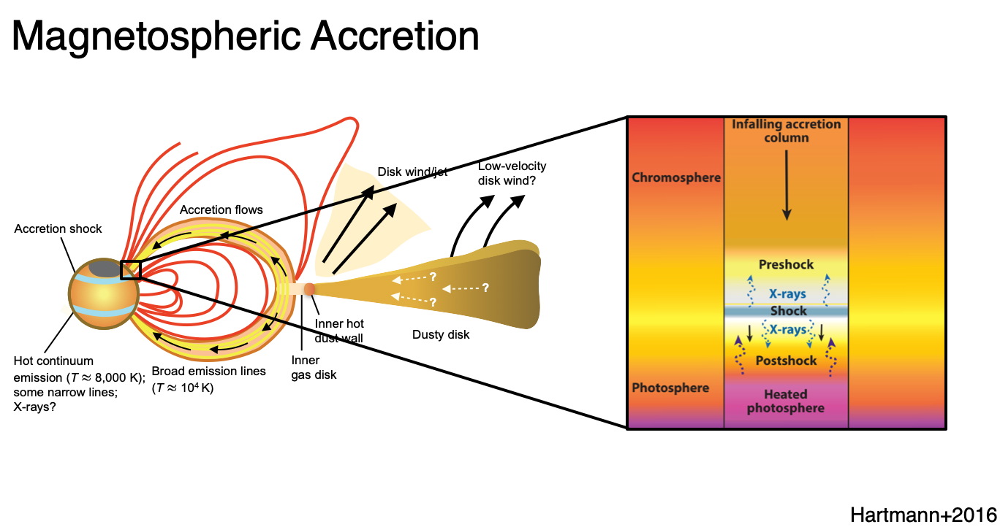 Magnetospheric Accretion
Disk wind/jet
Low-velocity
disk wind?
Accretion flows
Accretion shock
?
?
?
Inner hot
dust wall
Dusty disk
Inner
gas disk
Hot continuum
emission (T ≈ 8,000 K);
some narrow lines;
X-rays?
Broad emission lines
(T ≈ 10⁴ K)
Infalling accretion
column
Chromosphere
Preshock
X-rays
Shock
X-rays
Postshock
Photosphere
Heated
photosphere
Hartmann+2016